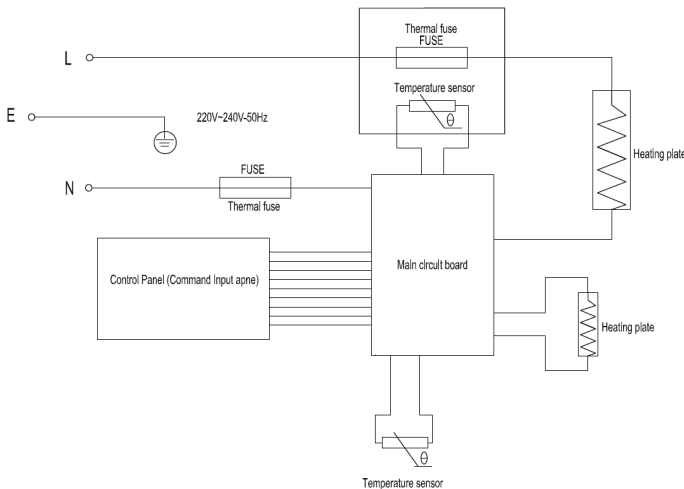 Thermal fuse
FUSE
L
Temperature sensor
θ
E
220V~240V-50Hz
Heating plate
FUSE
N
Thermal fuse
Main circuit board
Control Panel (Command Input apne)
Heating plate
θ
Temperature sensor